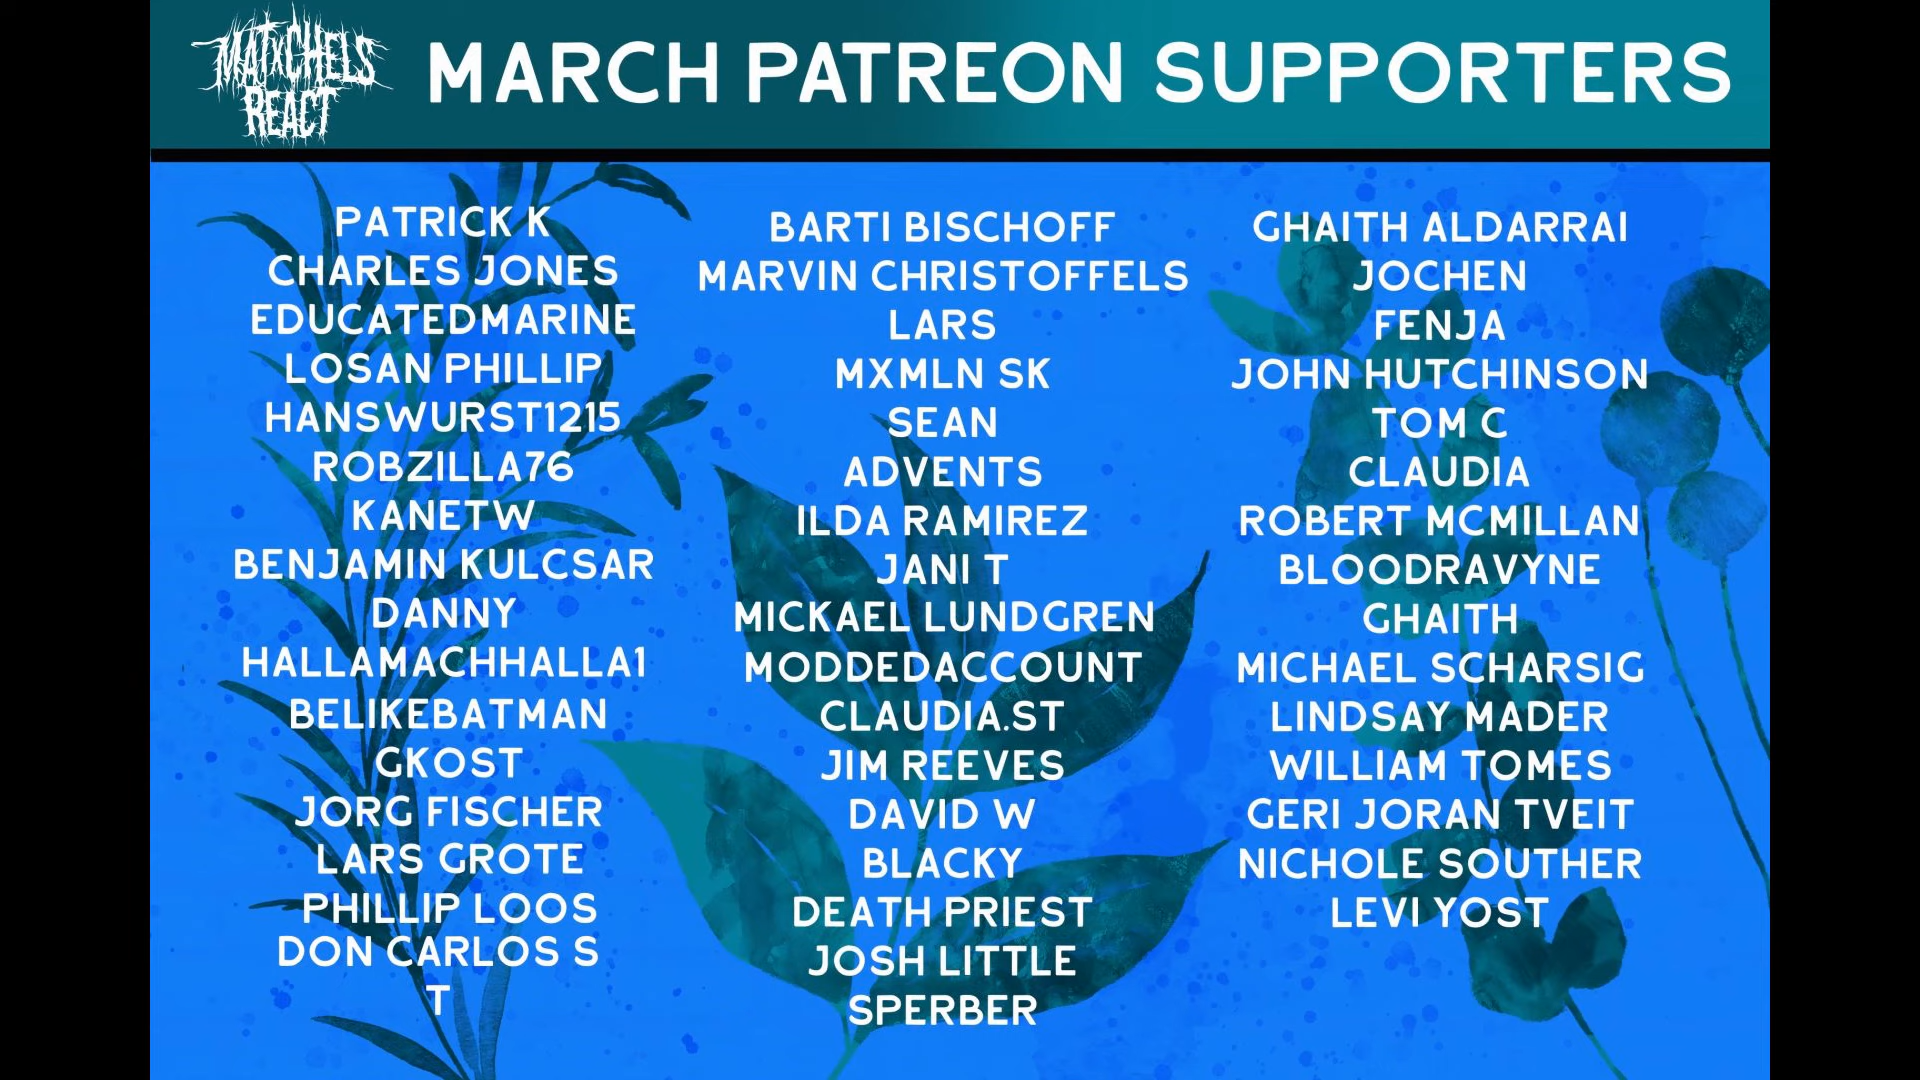 MATXCHELS
REACT
MARCH PATREON SUPPORTERS
PATRICK K
CHARLES JONES
EDUCATEDMARINE
LOSAN PHILLIP
HANSWURST1215
ROBZILLA76
KANETW
BENJAMIN KULCSAR
DANNY
HALLAMACHHALLA1
BELIKEBATMAN
GKOST
JORG FISCHER
LARS GROTE
PHILLIP LOOS
DON CARLOS S
T
BARTI BISCHOFF
MARVIN CHRISTOFFELS
LARS
MXMLN SK
SEAN
ADVENTS
ILDA RAMIREZ
JANI T
MICKAEL LUNDGREN
MODDEDACCOUNT
CLAUDIA.ST
JIM REEVES
DAVID W
BLACKY
DEATH PRIEST
JOSH LITTLE
SPERBER
GHAITH ALDARRAI
JOCHEN
FENJA
JOHN HUTCHINSON
TOM C
CLAUDIA
ROBERT MCMILLAN
BLOODRAVYNE
GHAITH
MICHAEL SCHARSIG
LINDSAY MADER
WILLIAM TOMES
GERI JORAN TVEIT
NICHOLE SOUTHER
LEVI YOST